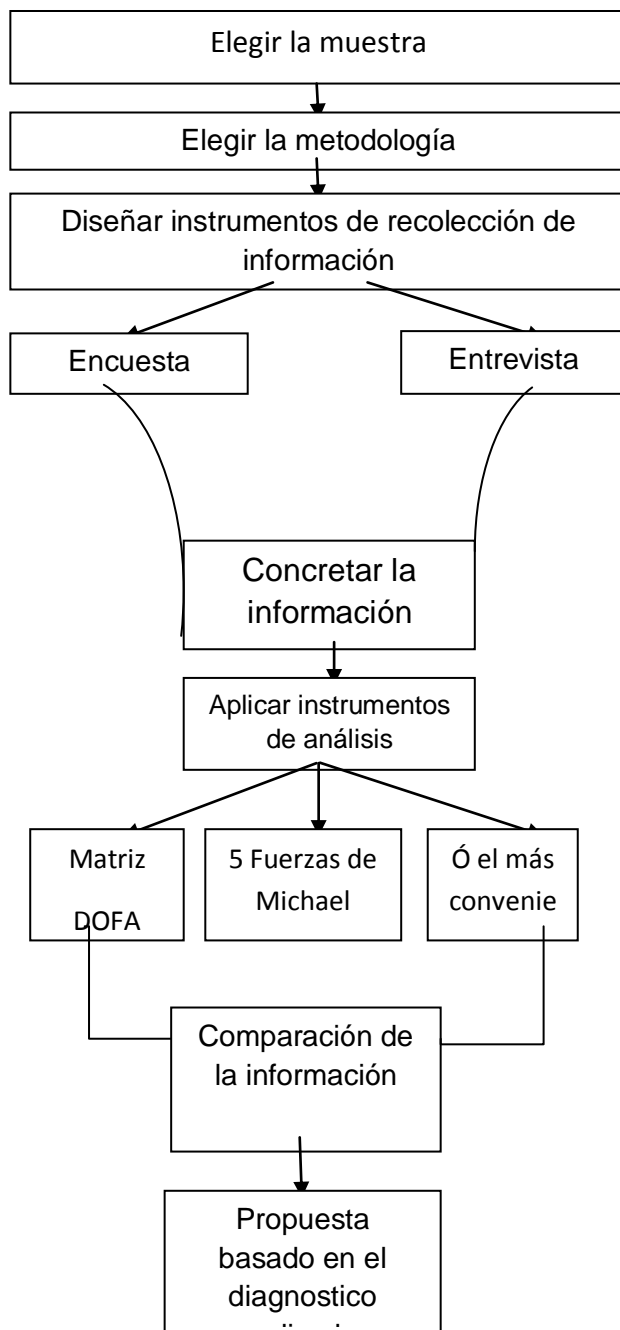 Elegir la muestra
Elegir la metodología
Diseñar instrumentos de recolección de
información
Encuesta
Entrevista
Concretar la
información
Aplicar instrumentos
de análisis
Matriz
DOFA
5 Fuerzas de
Michael
Ó el más
convenie
Comparación de
la información
Propuesta
basado en el
diagnostico